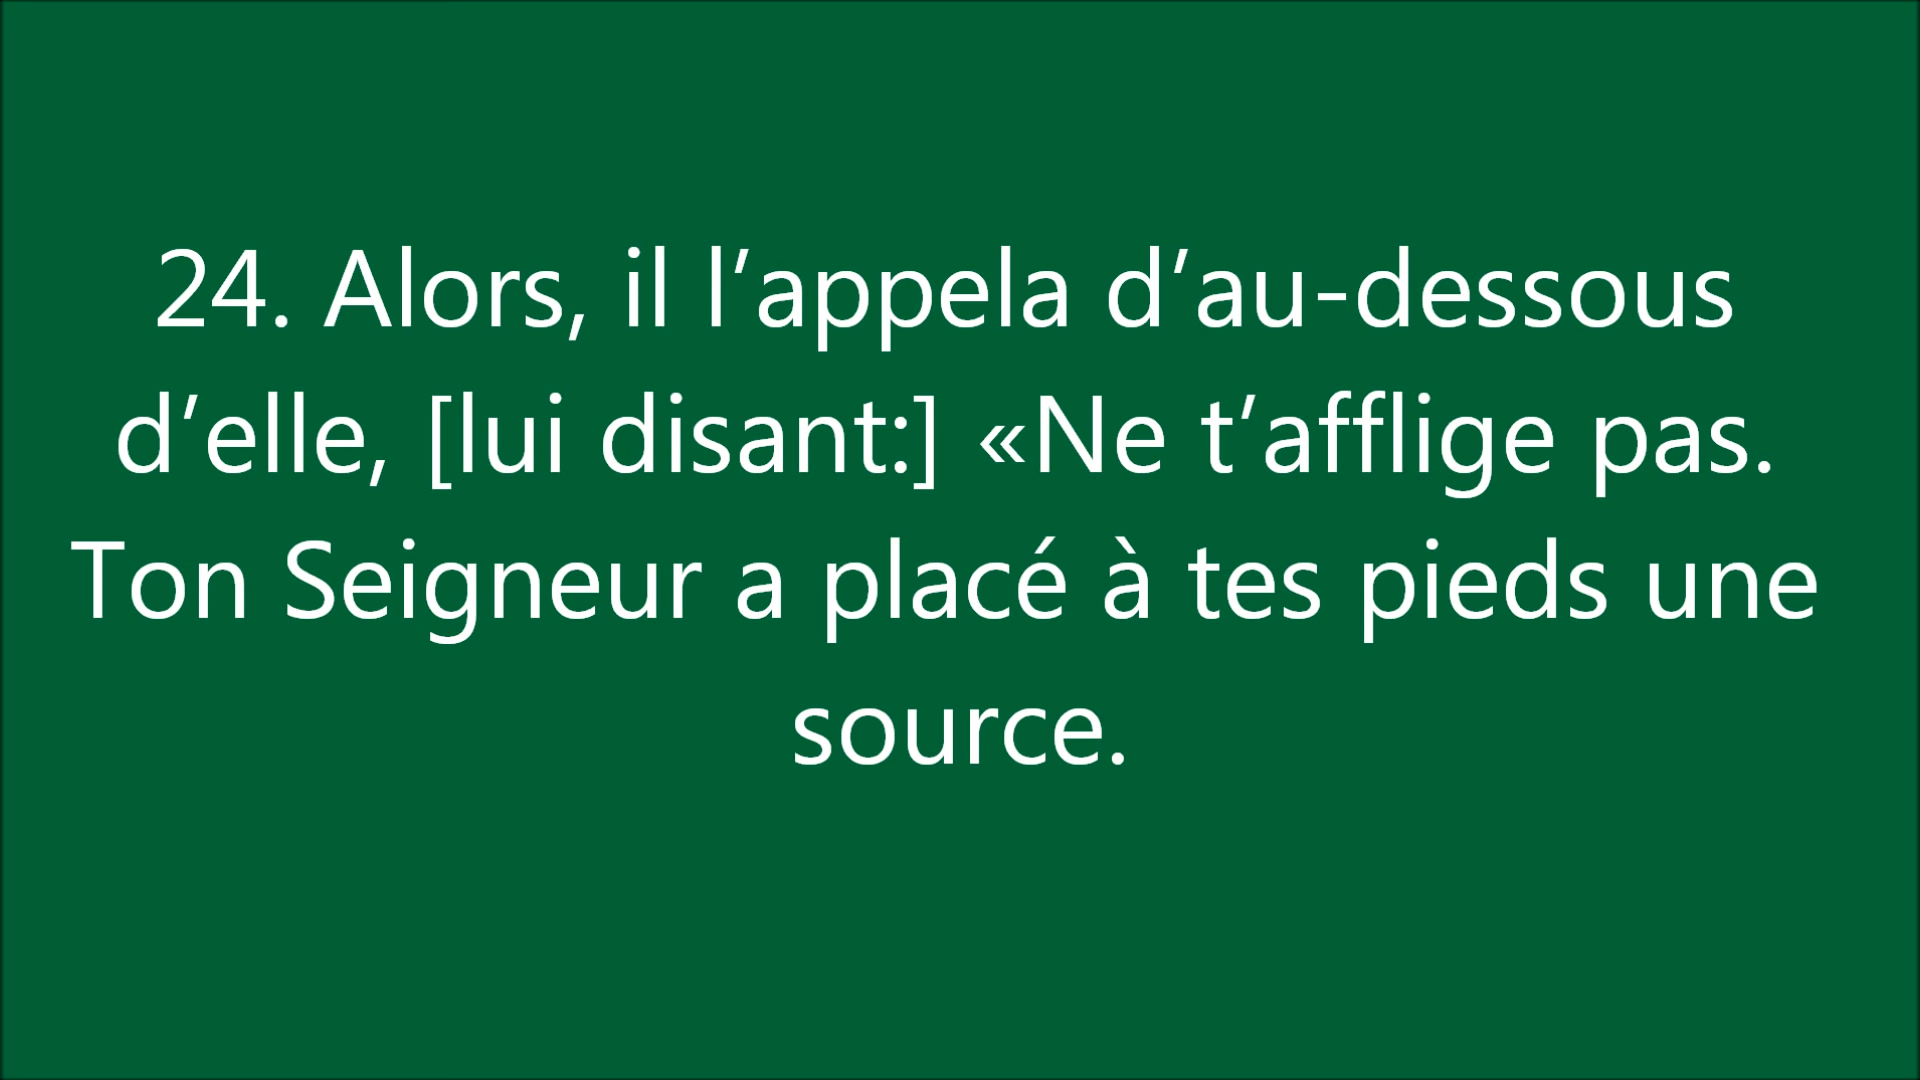 24. Alors, il l’appela d’au-dessous
d’elle, [lui disant:] «Ne t’afflige pas.
Ton Seigneur a placé à tes pieds une
source.